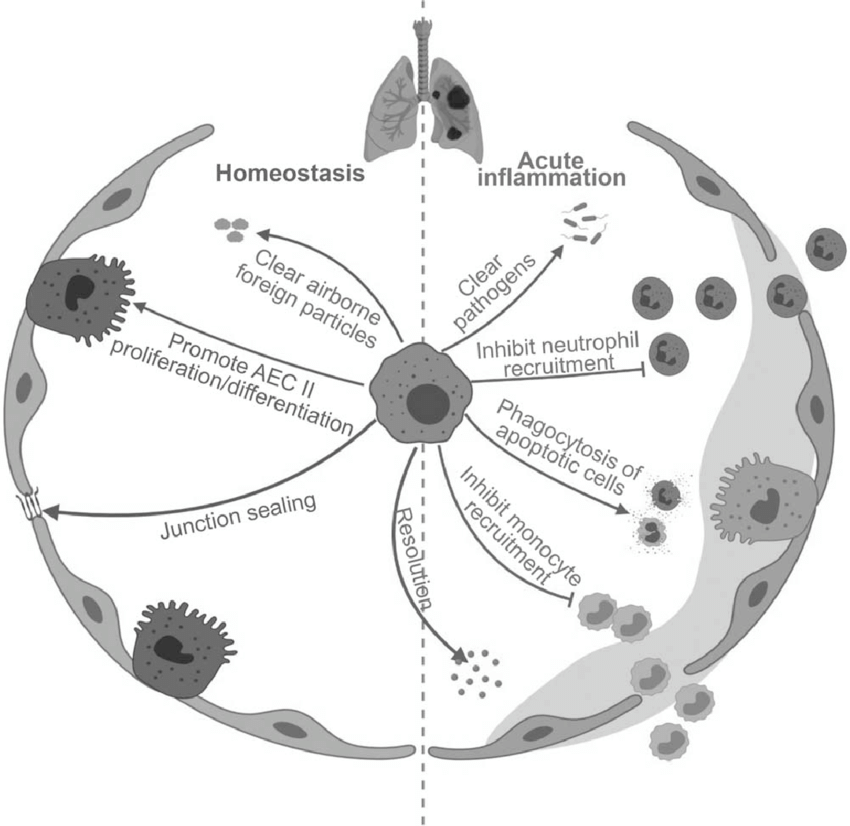 Homeostasis
Acute
inflammation
Clear airborne
foreign particles
Clear
pathogens
Promote AEC II
proliferation/differentiation
Inhibit neutrophil
recruitment
Phagocytosis of
apoptotic cells
Junction sealing
Resolution
Inhibit monocyte
recruitment